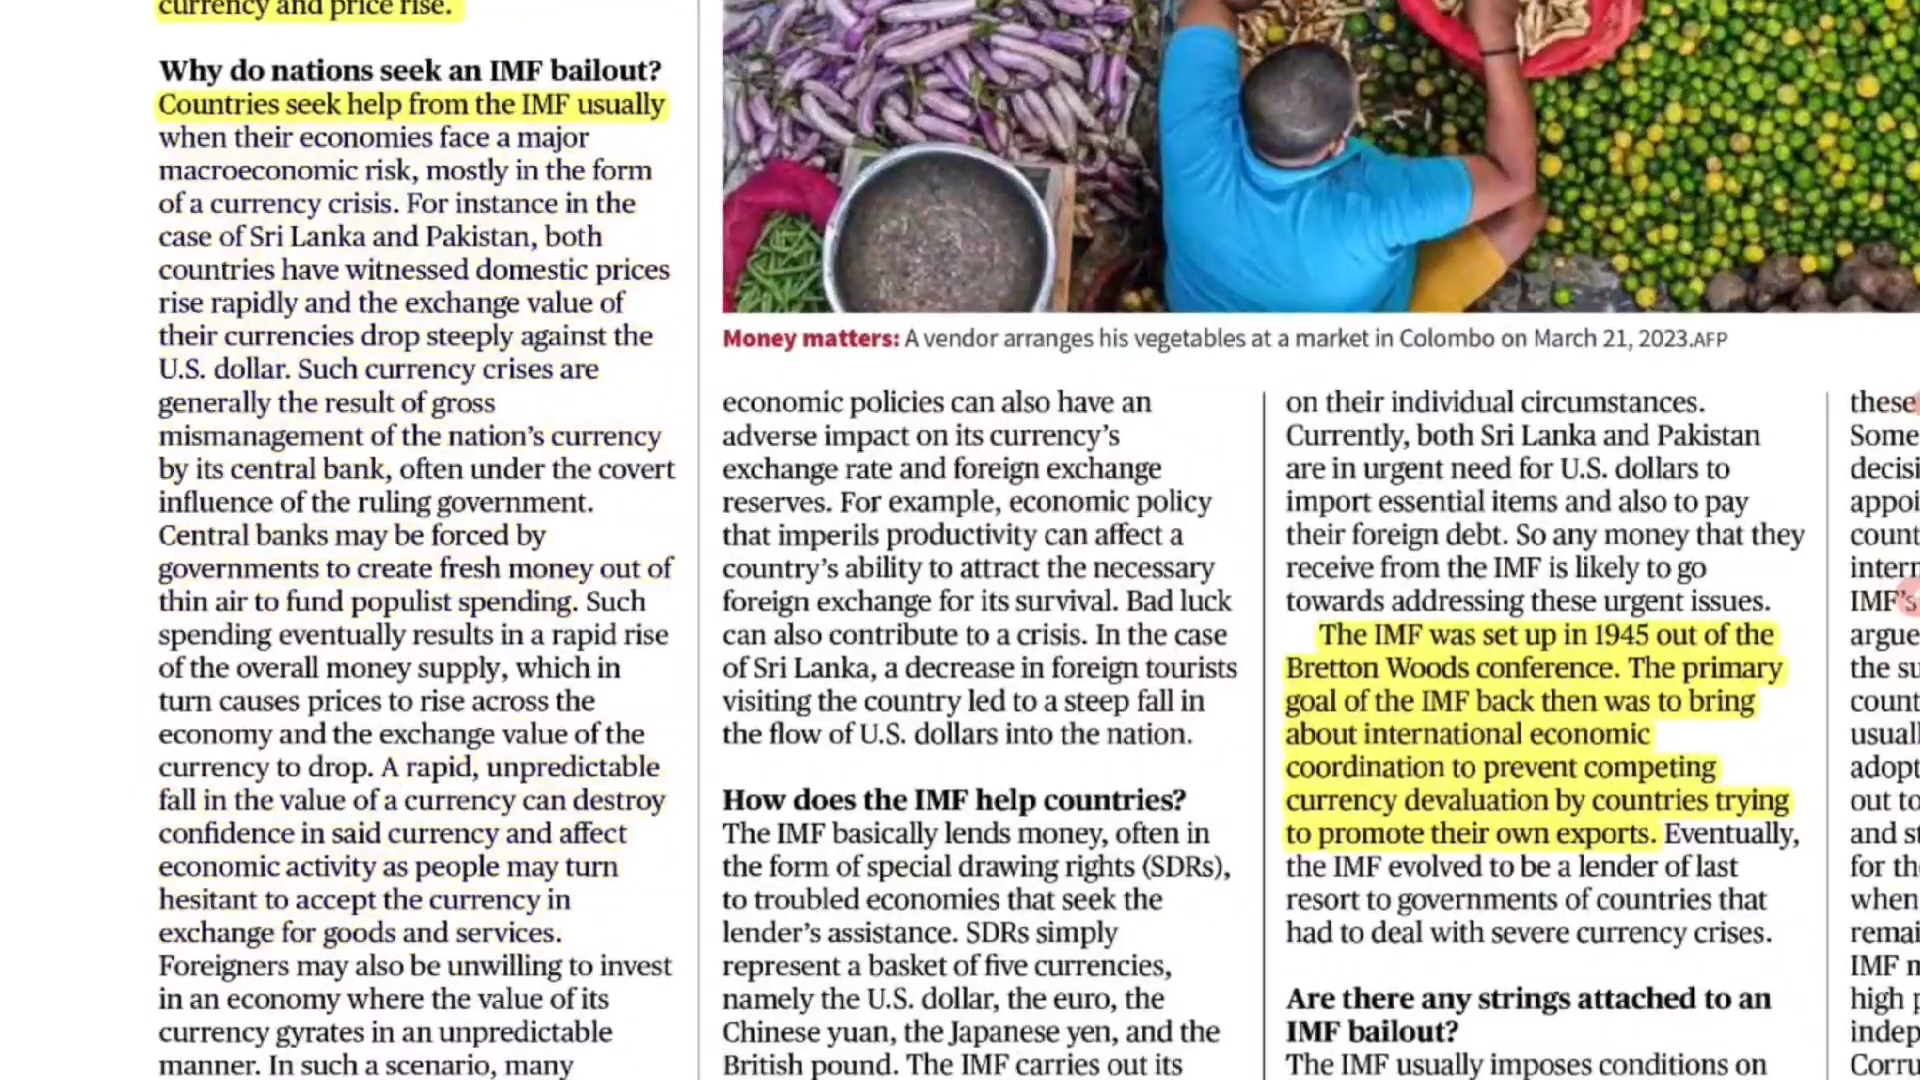 currency and price rise.
Why do nations seek an IMF bailout?
Countries seek help from the IMF usually
when their economies face a major
macroeconomic risk, mostly in the form
of a currency crisis. For instance in the
case of Sri Lanka and Pakistan, both
countries have witnessed domestic prices
rise rapidly and the exchange value of
their currencies drop steeply against the
U.S. dollar. Such currency crises are
generally the result of gross
mismanagement of the nation’s currency
by its central bank, often under the covert
influence of the ruling government.
Central banks may be forced by
governments to create fresh money out of
thin air to fund populist spending. Such
spending eventually results in a rapid rise
of the overall money supply, which in
turn causes prices to rise across the
economy and the exchange value of the
currency to drop. A rapid, unpredictable
fall in the value of a currency can destroy
confidence in said currency and affect
economic activity as people may turn
hesitant to accept the currency in
exchange for goods and services.
Foreigners may also be unwilling to invest
in an economy where the value of its
currency gyrates in an unpredictable
manner. In such a scenario, many
Money matters: A vendor arranges his vegetables at a market in Colombo on March 21, 2023.AFP
economic policies can also have an
adverse impact on its currency’s
exchange rate and foreign exchange
reserves. For example, economic policy
that imperils productivity can affect a
country’s ability to attract the necessary
foreign exchange for its survival. Bad luck
can also contribute to a crisis. In the case
of Sri Lanka, a decrease in foreign tourists
visiting the country led to a steep fall in
the flow of U.S. dollars into the nation.
How does the IMF help countries?
The IMF basically lends money, often in
the form of special drawing rights (SDRs),
to troubled economies that seek the
lender’s assistance. SDRs simply
represent a basket of five currencies,
namely the U.S. dollar, the euro, the
Chinese yuan, the Japanese yen, and the
British pound. The IMF carries out its
on their individual circumstances.
Currently, both Sri Lanka and Pakistan
are in urgent need for U.S. dollars to
import essential items and also to pay
their foreign debt. So any money that they
receive from the IMF is likely to go
towards addressing these urgent issues.
The IMF was set up in 1945 out of the
Bretton Woods conference. The primary
goal of the IMF back then was to bring
about international economic
coordination to prevent competing
currency devaluation by countries trying
to promote their own exports. Eventually,
the IMF evolved to be a lender of last
resort to governments of countries that
had to deal with severe currency crises.
Are there any strings attached to an
IMF bailout?
The IMF usually imposes conditions on
these
Some
IMF’s
the
out to
and
for
when
IMF
high